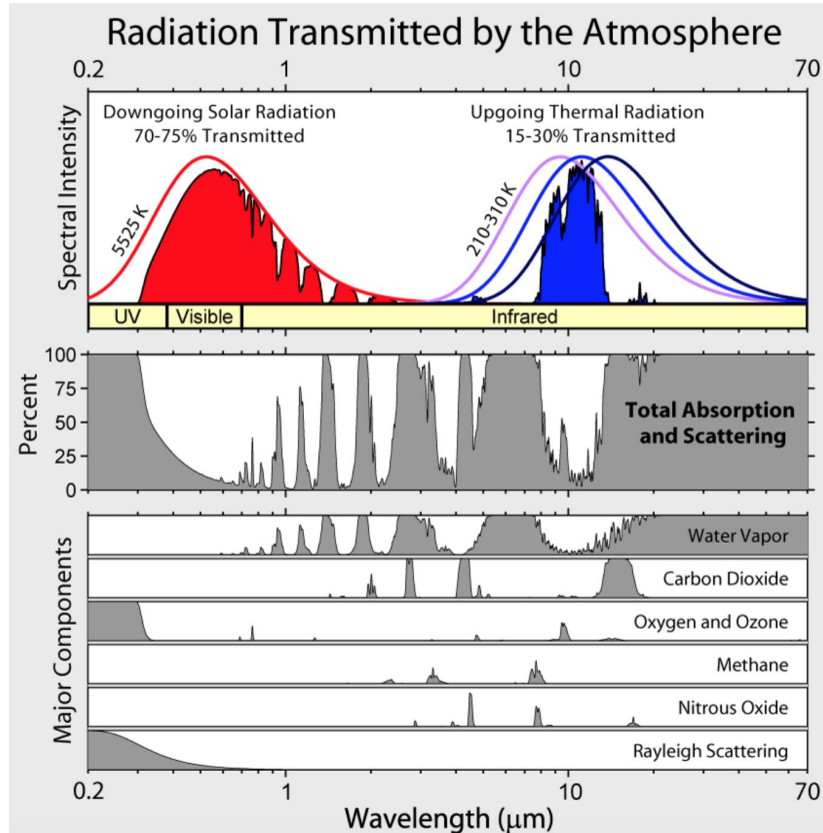 Radiation Transmitted by the Atmosphere
0.2 1 10 70
Downgoing Solar Radiation
70-75% Transmitted
Upgoing Thermal Radiation
15-30% Transmitted
Spectral Intensity
5525 K
210-310 K
UV Visible Infrared
Percent
100
75
50
25
0
Total Absorption
and Scattering
Major Components
Water Vapor
Carbon Dioxide
Oxygen and Ozone
Methane
Nitrous Oxide
Rayleigh Scattering
0.2 1 10 70
Wavelength (μm)